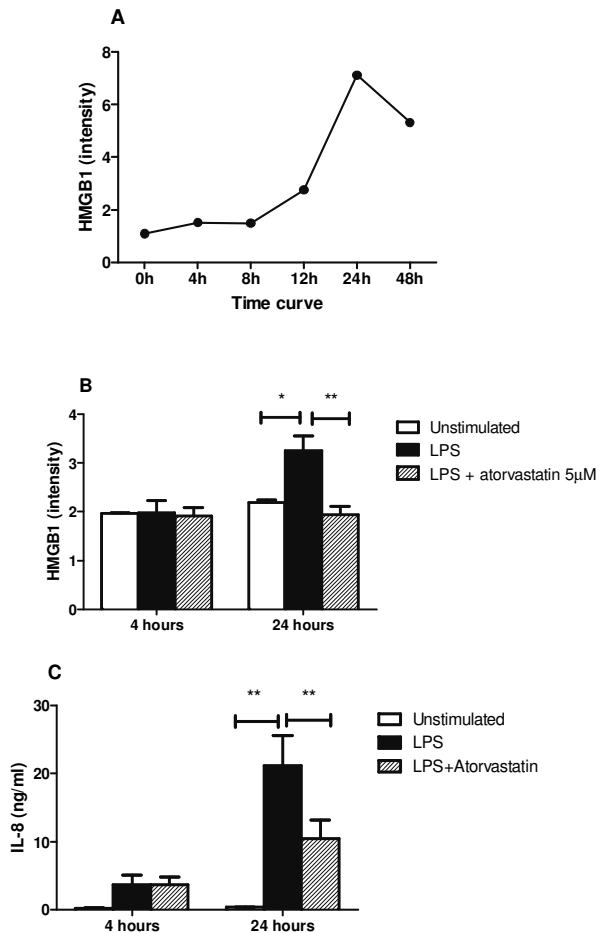 A
HMGB1 (intensity)
8
6
4
2
0
0h 4h 8h 12h 24h 48h
Time curve
B
* **
HMGB1 (intensity)
4
3
2
1
0
4 hours 24 hours
Unstimulated
LPS
LPS + atorvastatin 5μM
C
** **
IL-8 (ng/ml)
30
20
10
0
4 hours 24 hours
Unstimulated
LPS
LPS+Atorvastatin